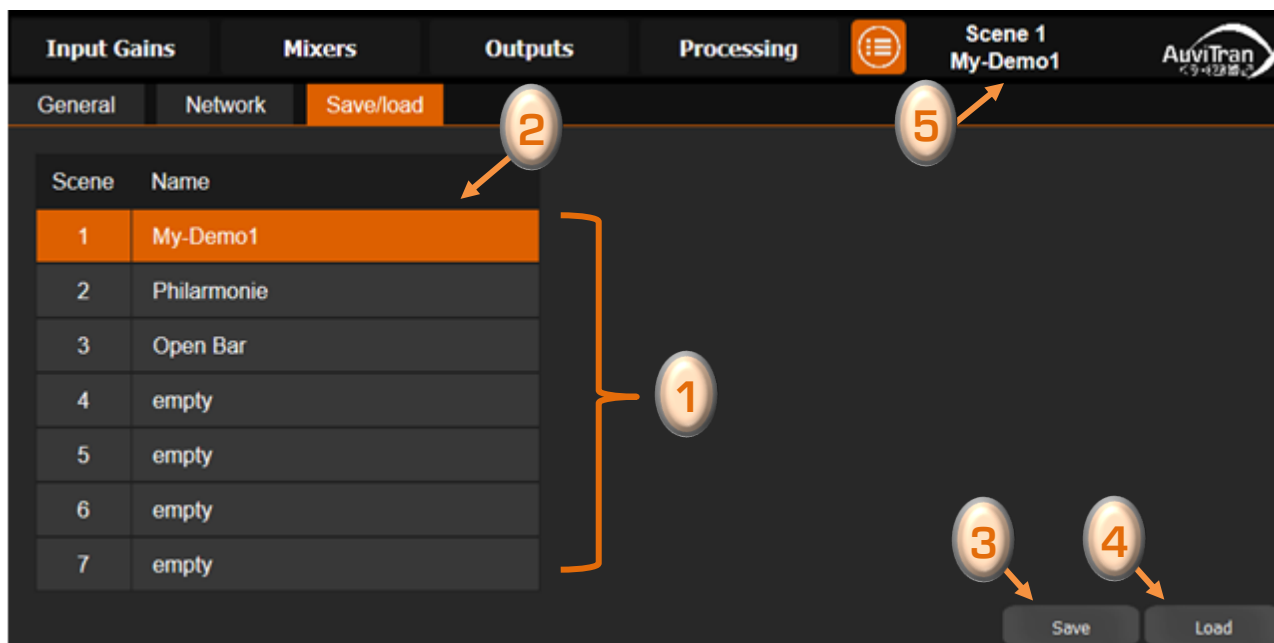 Input Gains Mixers Outputs Processing Scene 1
My-Demo1 AuviTran
General Network Save/load
2
5
Scene Name
1 My-Demo1
2 Philarmonie
3 Open Bar
4 empty
1
5 empty
6 empty
7 empty
3
4
Save Load